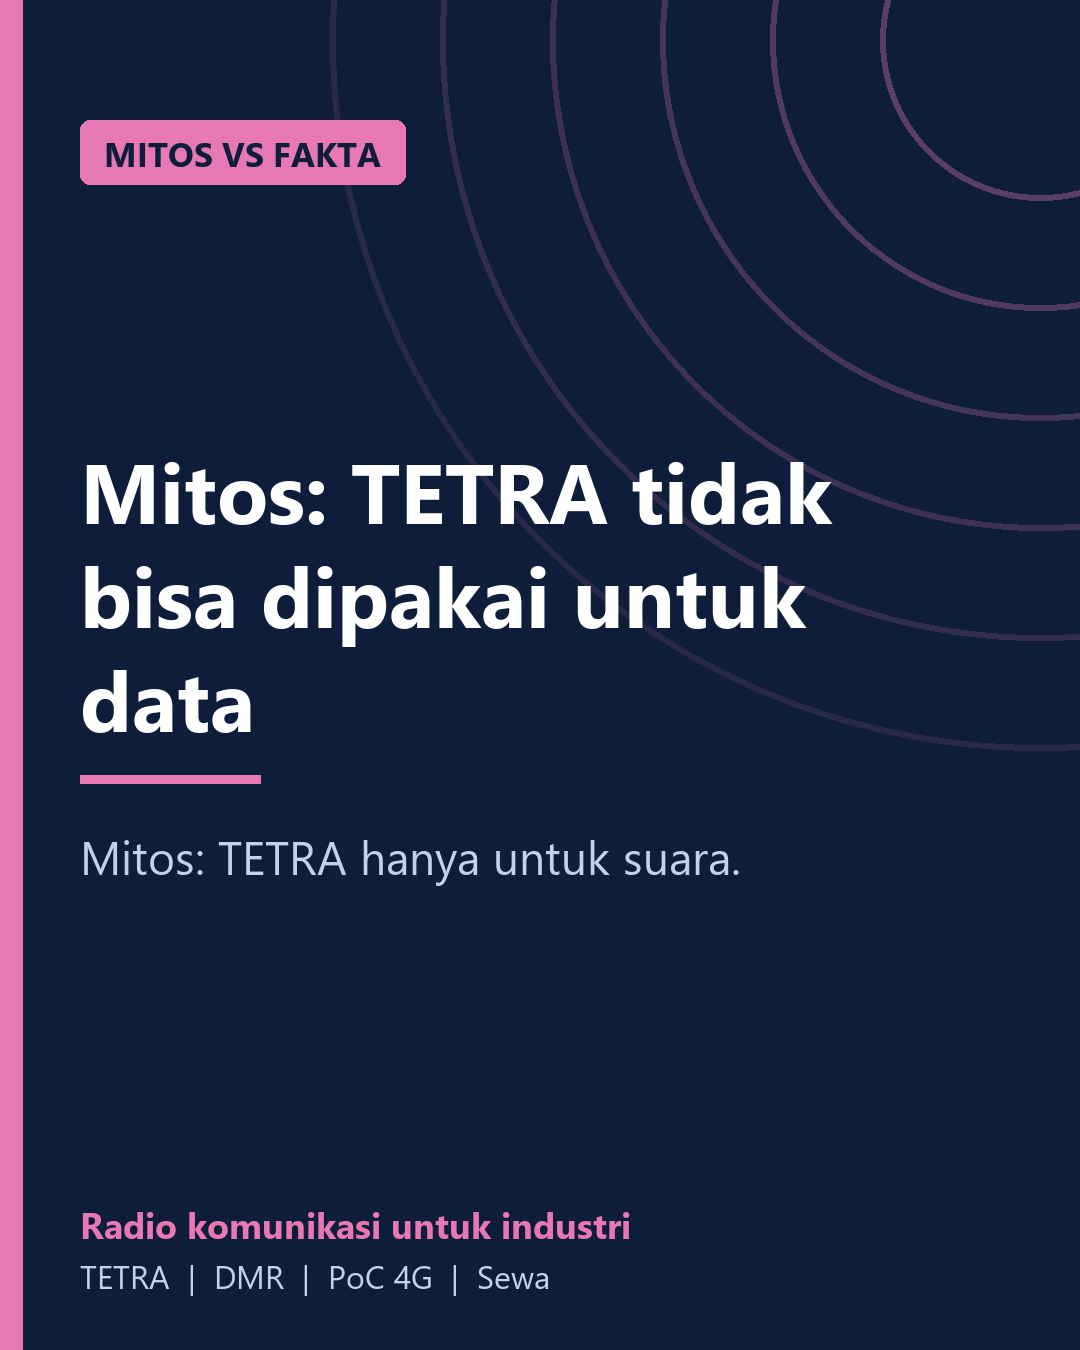 MITOS VS FAKTA
Mitos: TETRA tidak
bisa dipakai untuk
data
Mitos: TETRA hanya untuk suara.
Radio komunikasi untuk industri
TETRA | DMR | PoC 4G | Sewa